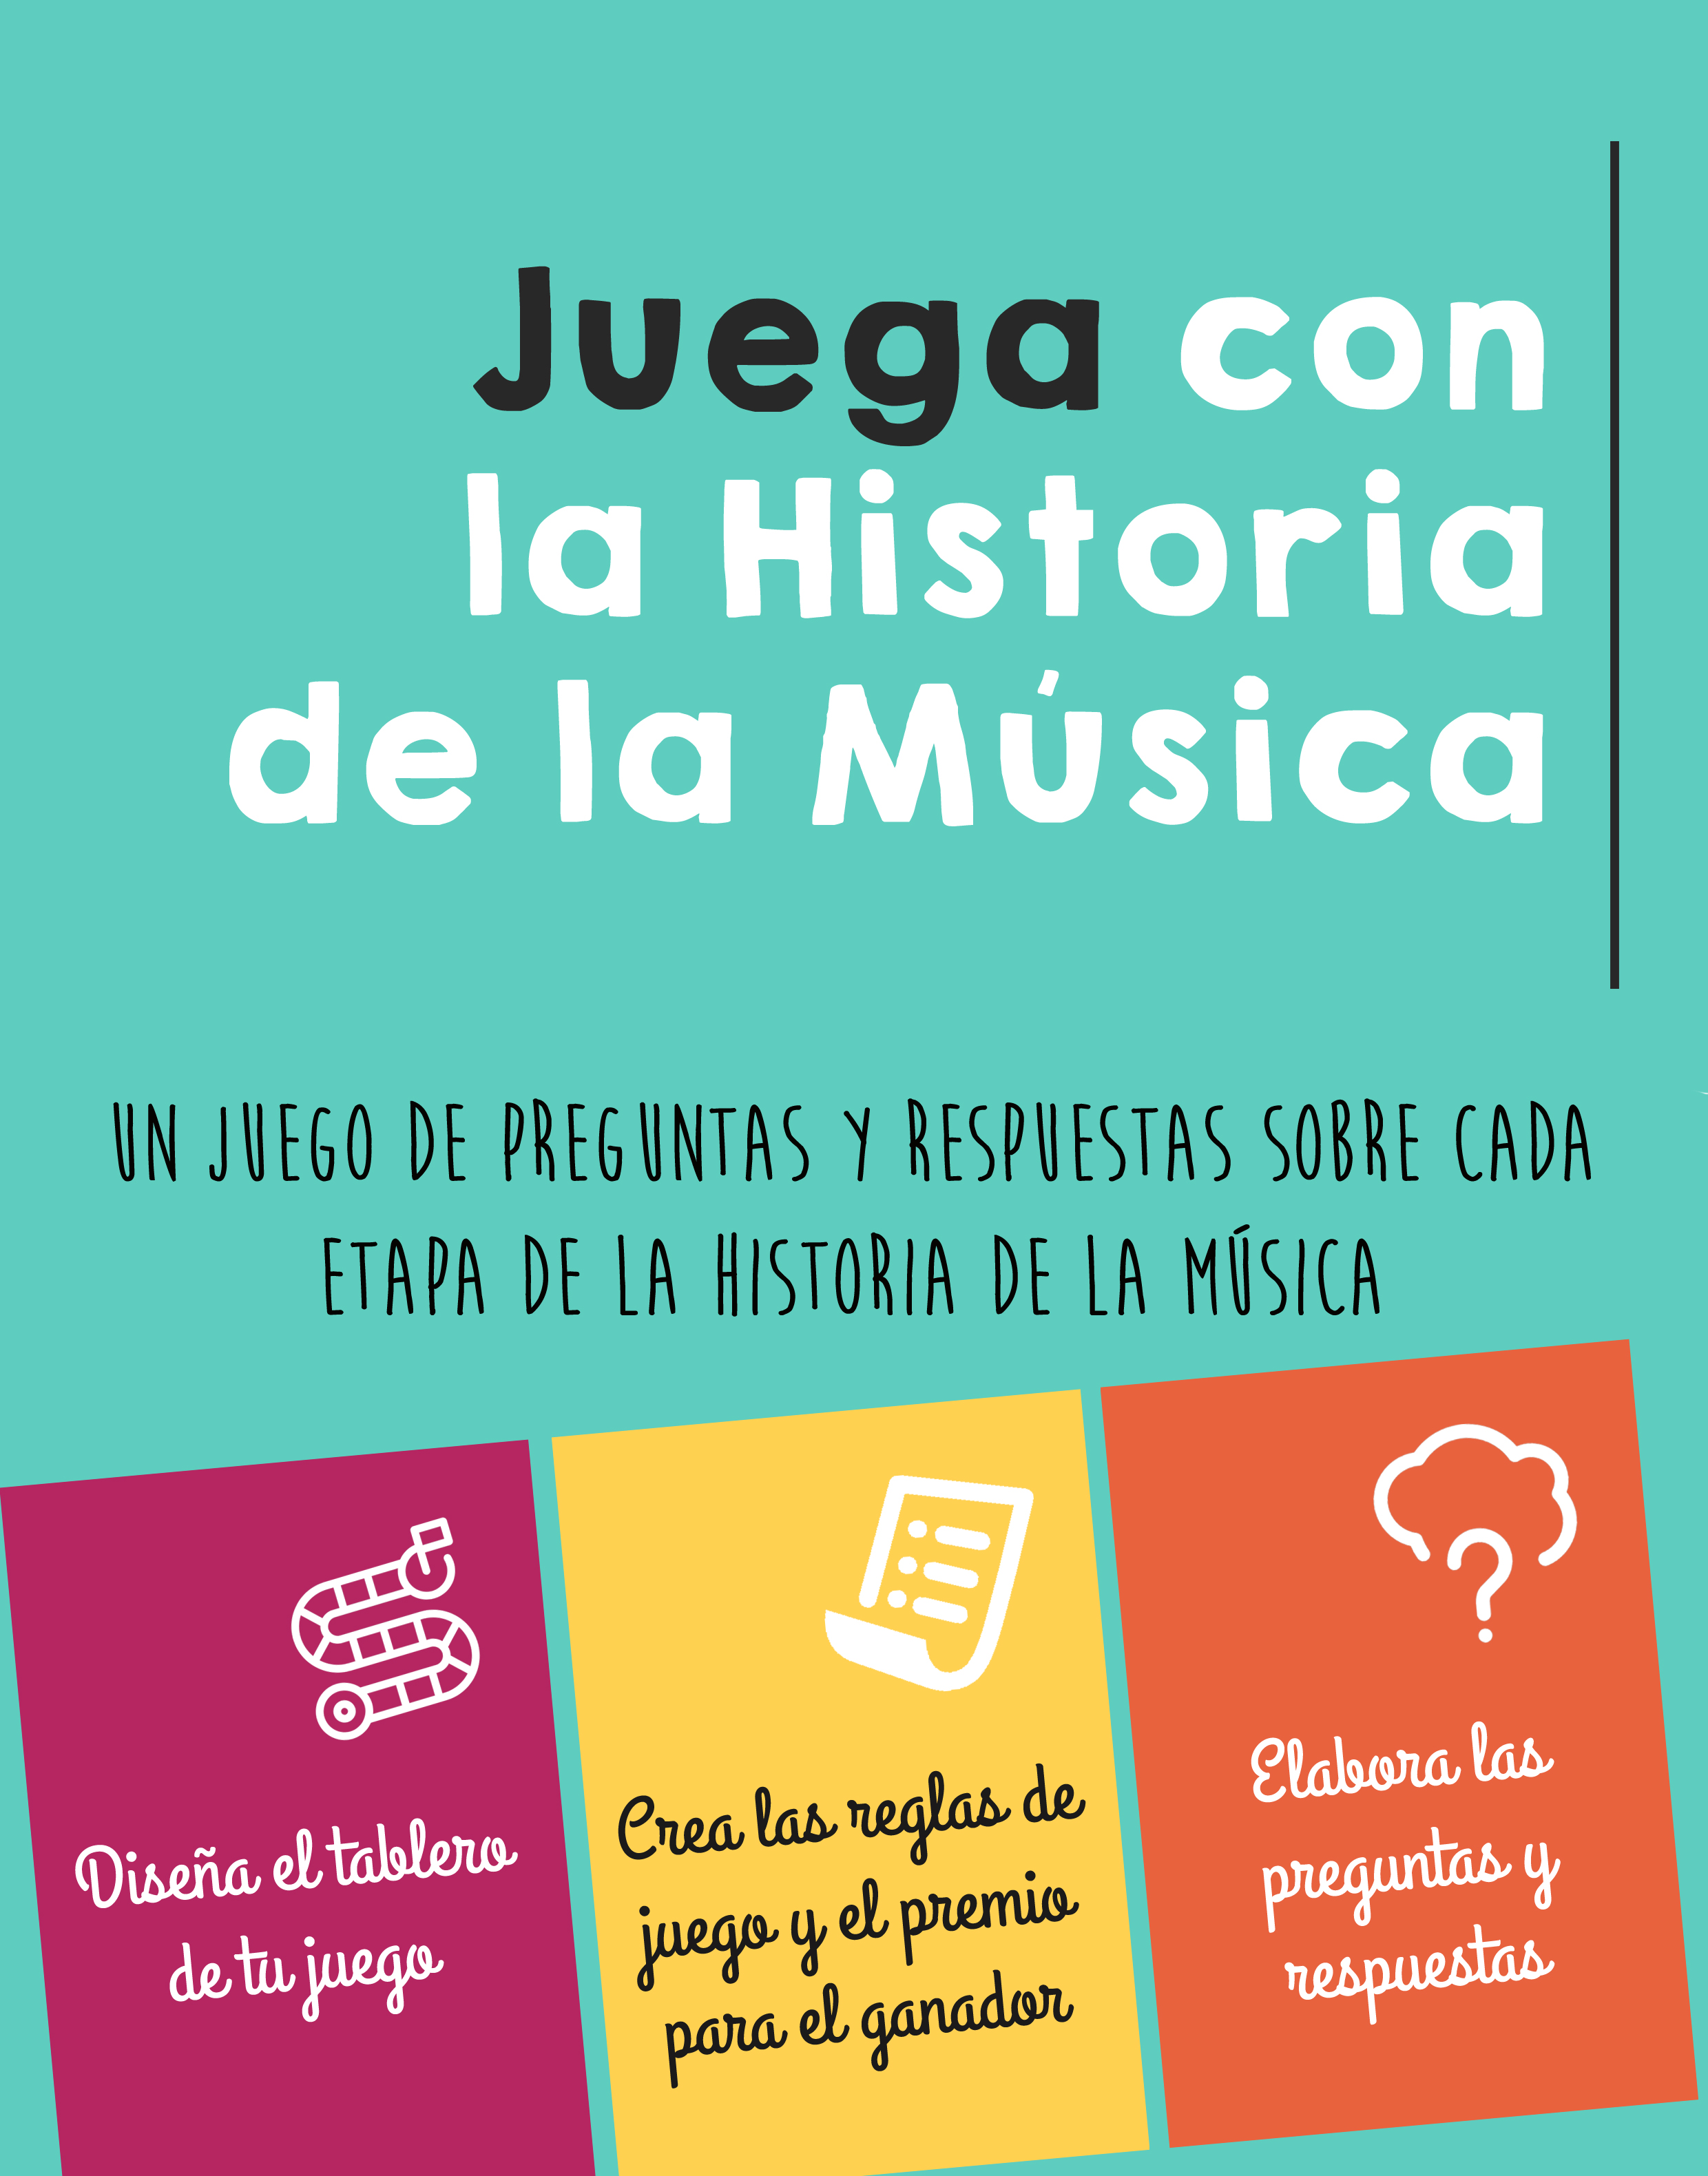 Juega con
la Historia
de la Música
UN JUEGO DE PREGUNTAS Y RESPUESTAS SOBRE CADA
ETAPA DE LA HISTORIA DE LA MÚSICA
Diseña el tablero
de tu juego
Crea las reglas de
juego y el premio
para el ganador
Elabora las
preguntas y
respuestas